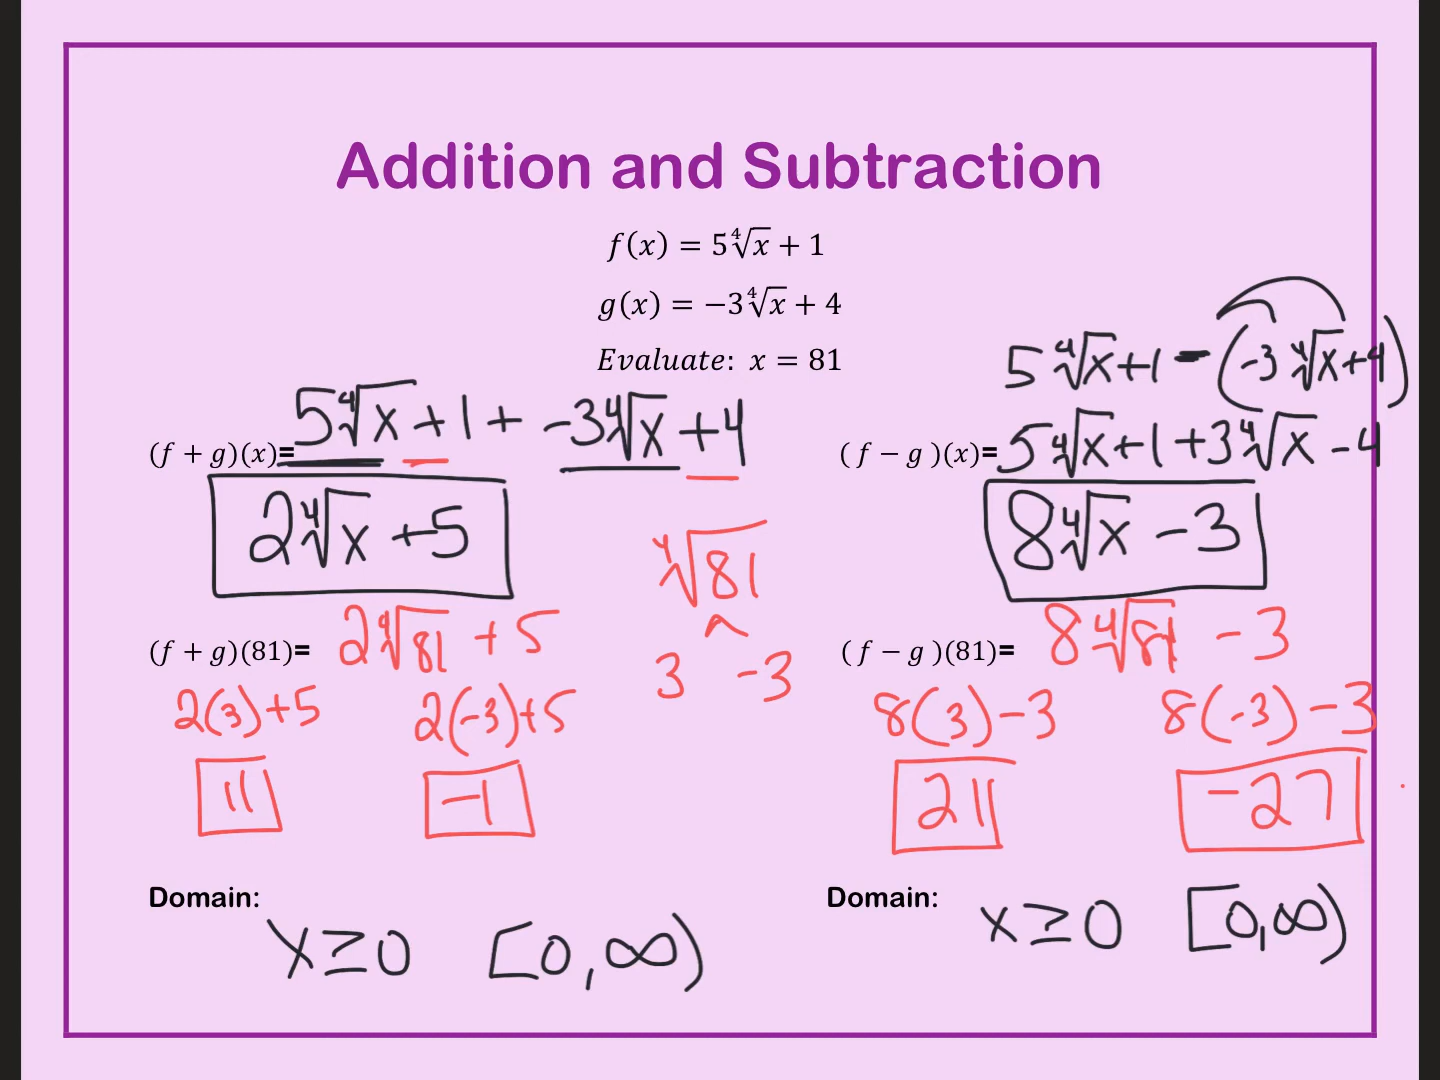 Addition and Subtraction
f(x) = 5∜x + 1
g(x) = −3∜x + 4
Evaluate: x = 81
5∜x + 1 - (-3∜x + 4)
(f + g)(x)= 5∜x + 1 + -3∜x + 4
(f − g )(x)= 5∜x + 1 + 3∜x - 4
2∜x + 5
8∜x - 3
∜81
3 -3
(f + g)(81)= 2∜81 + 5
(f − g )(81)= 8∜81 - 3
2(3)+5 2(-3)+5
8(3)-3 8(-3)-3
11 -1
21 -27
Domain: x≥0 [0,∞)
Domain: x≥0 [0,∞)